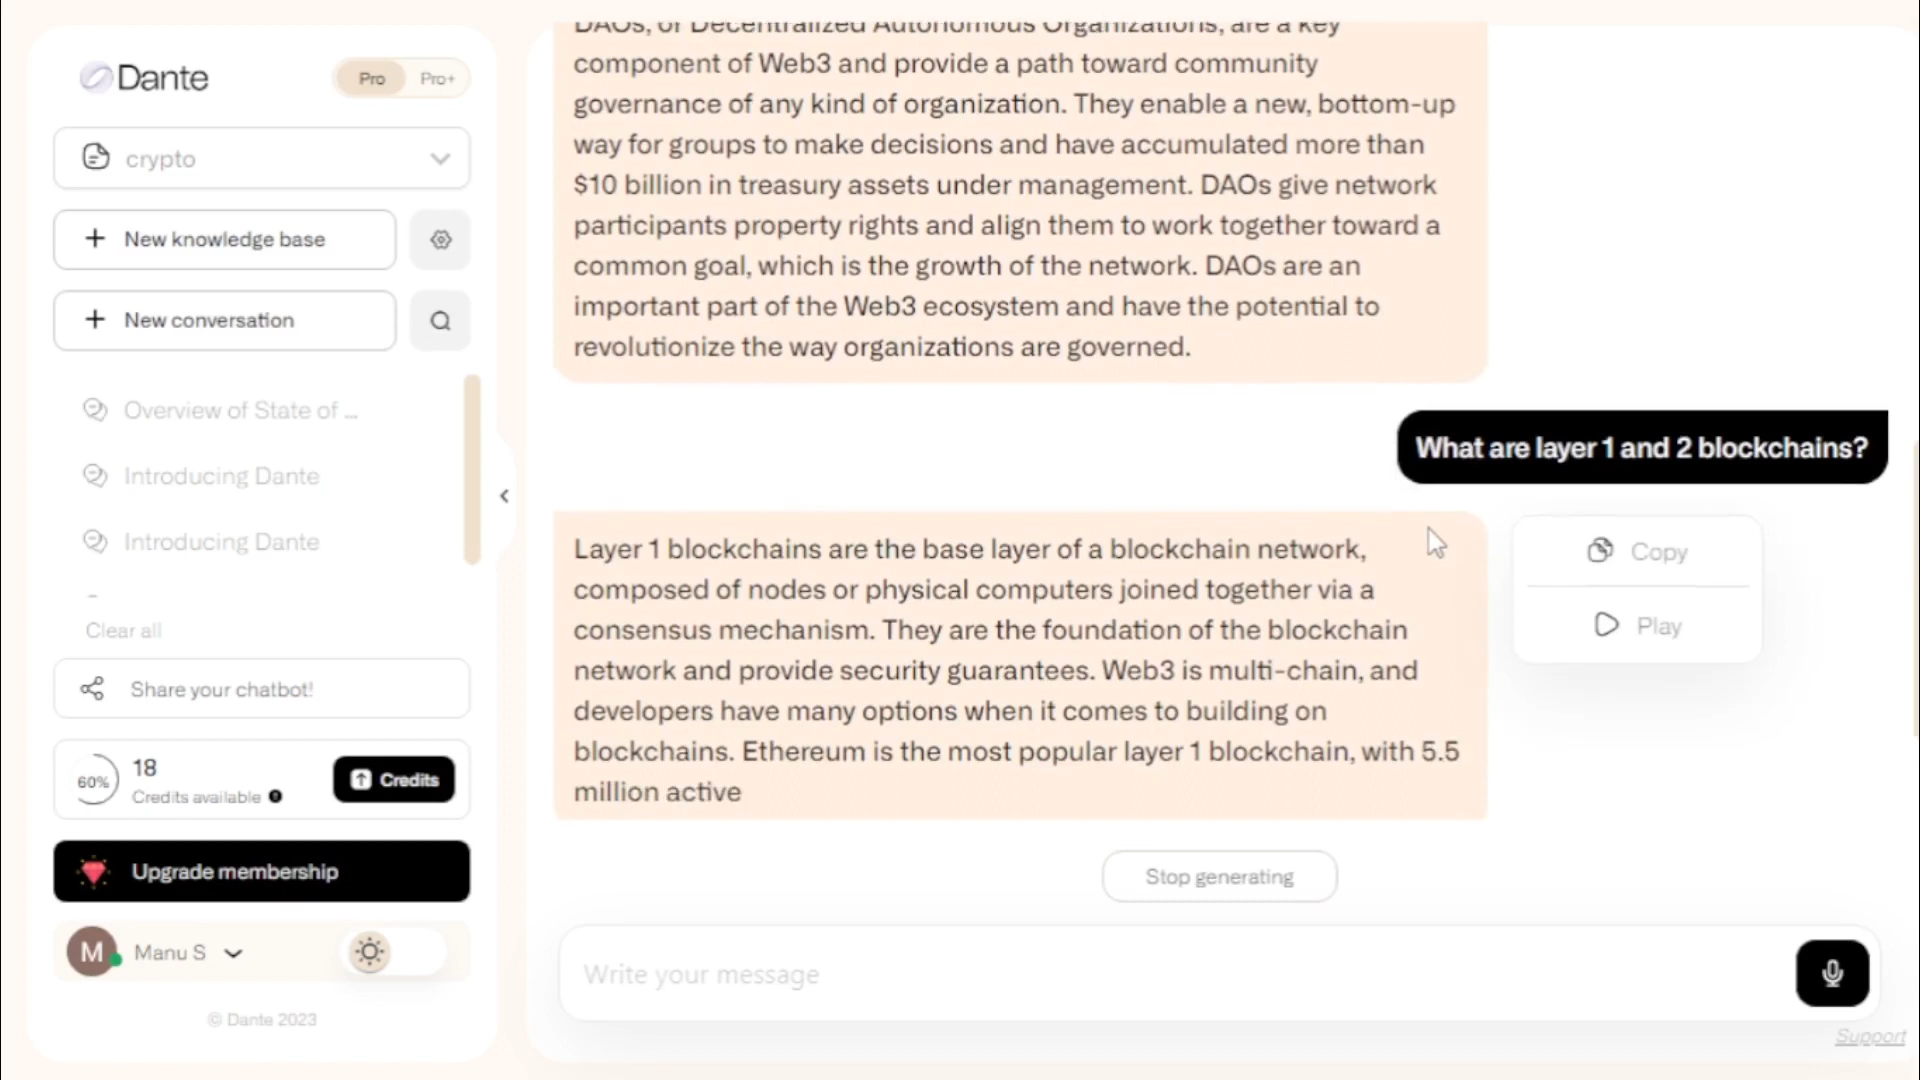 Dante
Pro Pro+
crypto
New knowledge base
New conversation
Overview of State of ...
Introducing Dante
Introducing Dante
Clear all
Share your chatbot!
60%
18
Credits available
Credits
Upgrade membership
M
Manu S
© Dante 2023
DAOs, or Decentralized Autonomous Organizations, are a key
component of Web3 and provide a path toward community
governance of any kind of organization. They enable a new, bottom-up
way for groups to make decisions and have accumulated more than
$10 billion in treasury assets under management. DAOs give network
participants property rights and align them to work together toward a
common goal, which is the growth of the network. DAOs are an
important part of the Web3 ecosystem and have the potential to
revolutionize the way organizations are governed.
What are layer 1 and 2 blockchains?
Layer 1 blockchains are the base layer of a blockchain network,
composed of nodes or physical computers joined together via a
consensus mechanism. They are the foundation of the blockchain
network and provide security guarantees. Web3 is multi-chain, and
developers have many options when it comes to building on
blockchains. Ethereum is the most popular layer 1 blockchain, with 5.5
million active
Copy
Play
Stop generating
Write your message
Support